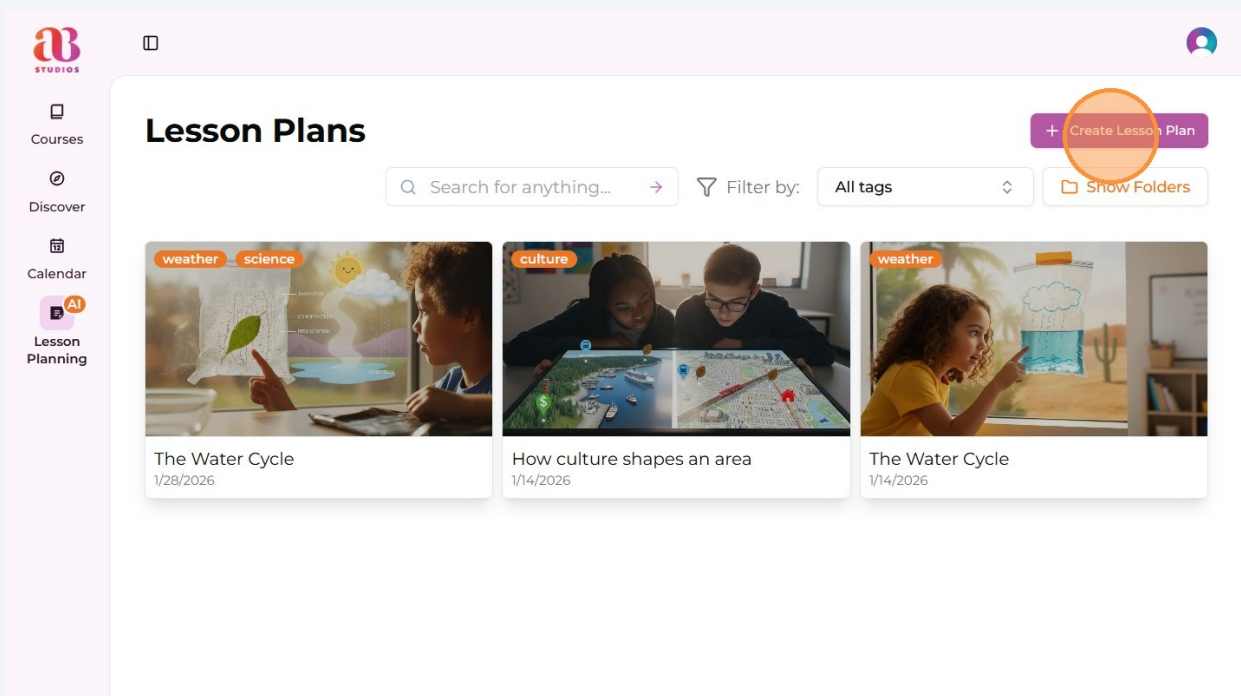 aB
STUDIOS
Courses
Discover
12
Calendar
AI
Lesson
Planning
Lesson Plans
+ Create Lesson Plan
Search for anything...
Filter by:
All tags
Show Folders
weather science
The Water Cycle
1/28/2026
culture
$
How culture shapes an area
1/14/2026
weather
The Water Cycle
1/14/2026